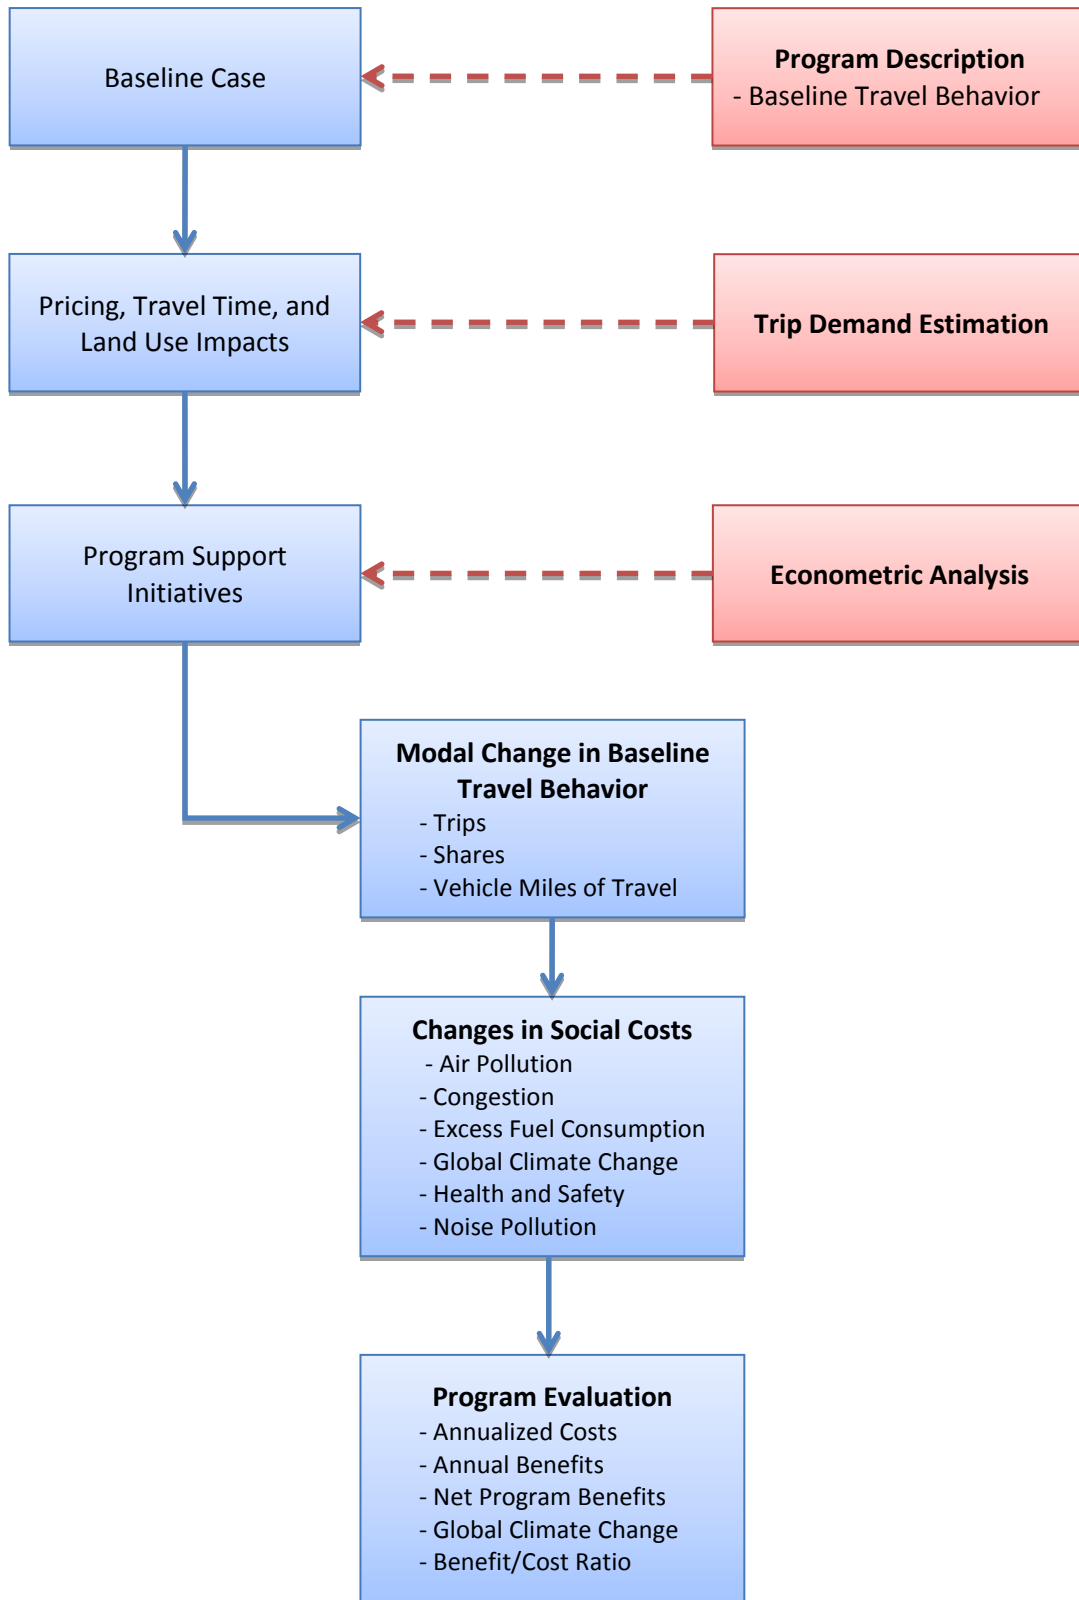 Baseline Case
Program Description
- Baseline Travel Behavior
Pricing, Travel Time, and
Land Use Impacts
Trip Demand Estimation
Program Support
Initiatives
Econometric Analysis
Modal Change in Baseline
Travel Behavior
- Trips
- Shares
- Vehicle Miles of Travel
Changes in Social Costs
- Air Pollution
- Congestion
- Excess Fuel Consumption
- Global Climate Change
- Health and Safety
- Noise Pollution
Program Evaluation
- Annualized Costs
- Annual Benefits
- Net Program Benefits
- Global Climate Change
- Benefit/Cost Ratio